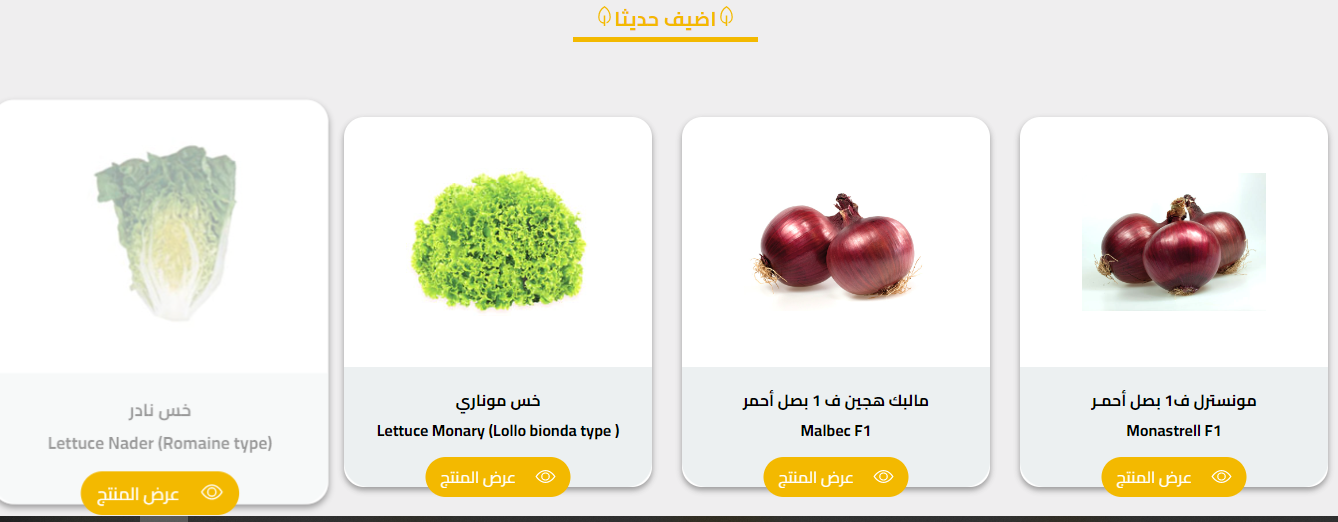 اضيف حديثا
مونسترل ف1 بصل أحمر
Monastrell F1
عرض المنتج
مالبك هجين ف 1 بصل أحمر
Malbec F1
عرض المنتج
خس موناري
Lettuce Monary (Lollo bionda type )
عرض المنتج
خس نادر
Lettuce Nader (Romaine type)
عرض المنتج